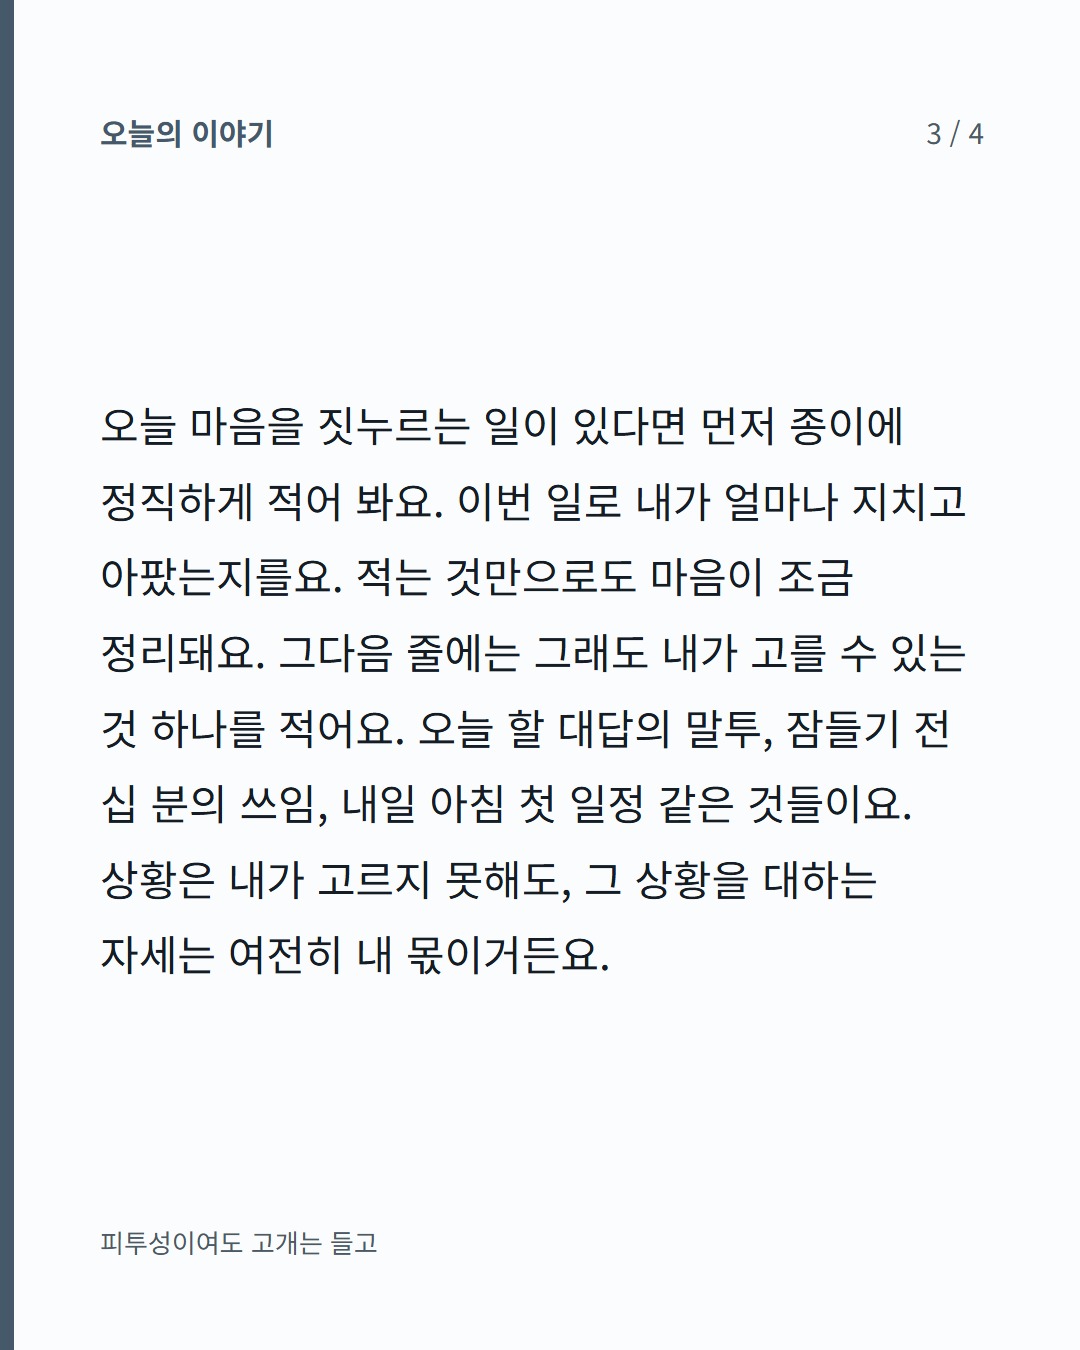 오늘의 이야기
3 / 4
오늘 마음을 짓누르는 일이 있다면 먼저 종이에
정직하게 적어 봐요. 이번 일로 내가 얼마나 지치고
아팠는지를요. 적는 것만으로도 마음이 조금
정리돼요. 그다음 줄에는 그래도 내가 고를 수 있는
것 하나를 적어요. 오늘 할 대답의 말투, 잠들기 전
십 분의 쓰임, 내일 아침 첫 일정 같은 것들이요.
상황은 내가 고르지 못해도, 그 상황을 대하는
자세는 여전히 내 몫이거든요.
피투성이여도 고개는 들고